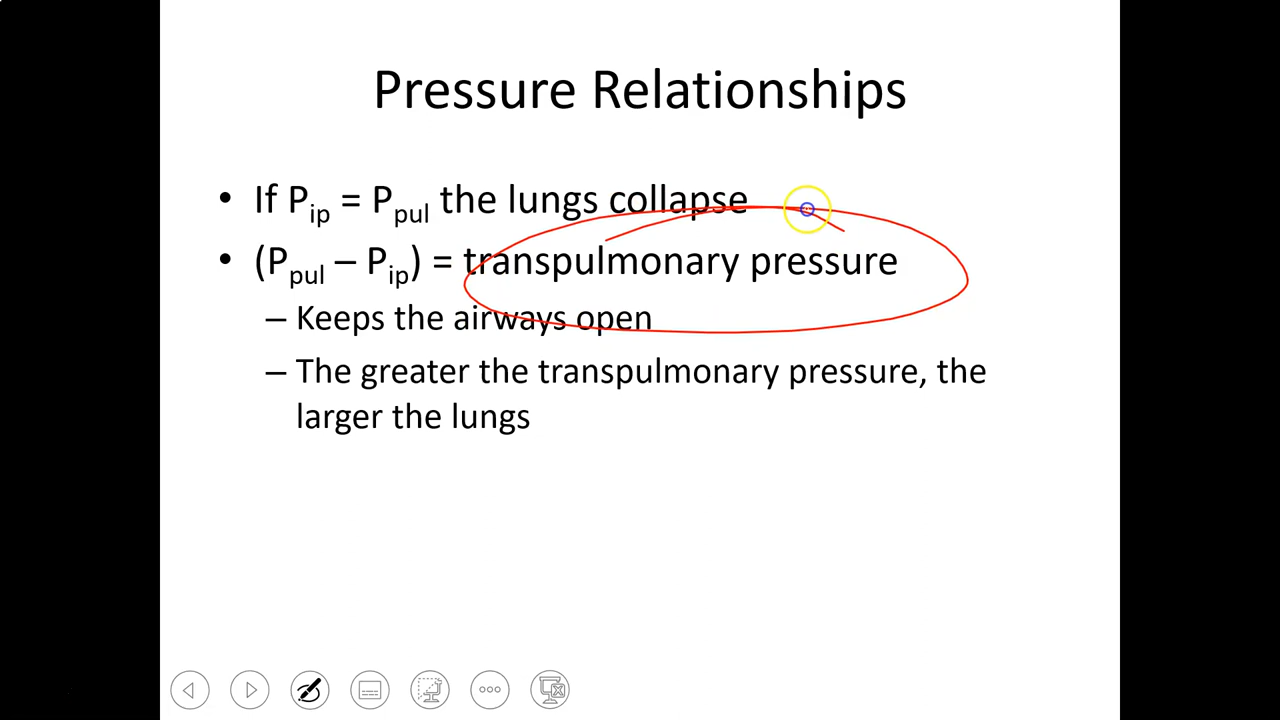 Pressure Relationships
• If Pip = Ppul the lungs collapse
• (Ppul – Pip) = transpulmonary pressure
– Keeps the airways open
– The greater the transpulmonary pressure, the
larger the lungs